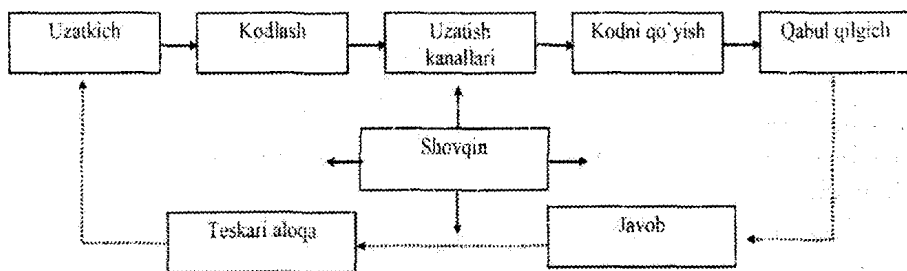 Uzatkich
Kodlash
Uzatish
kanallari
Kodni qo`yish
Qabul qilgich
Shovqin
Teskari aloqa
Javob